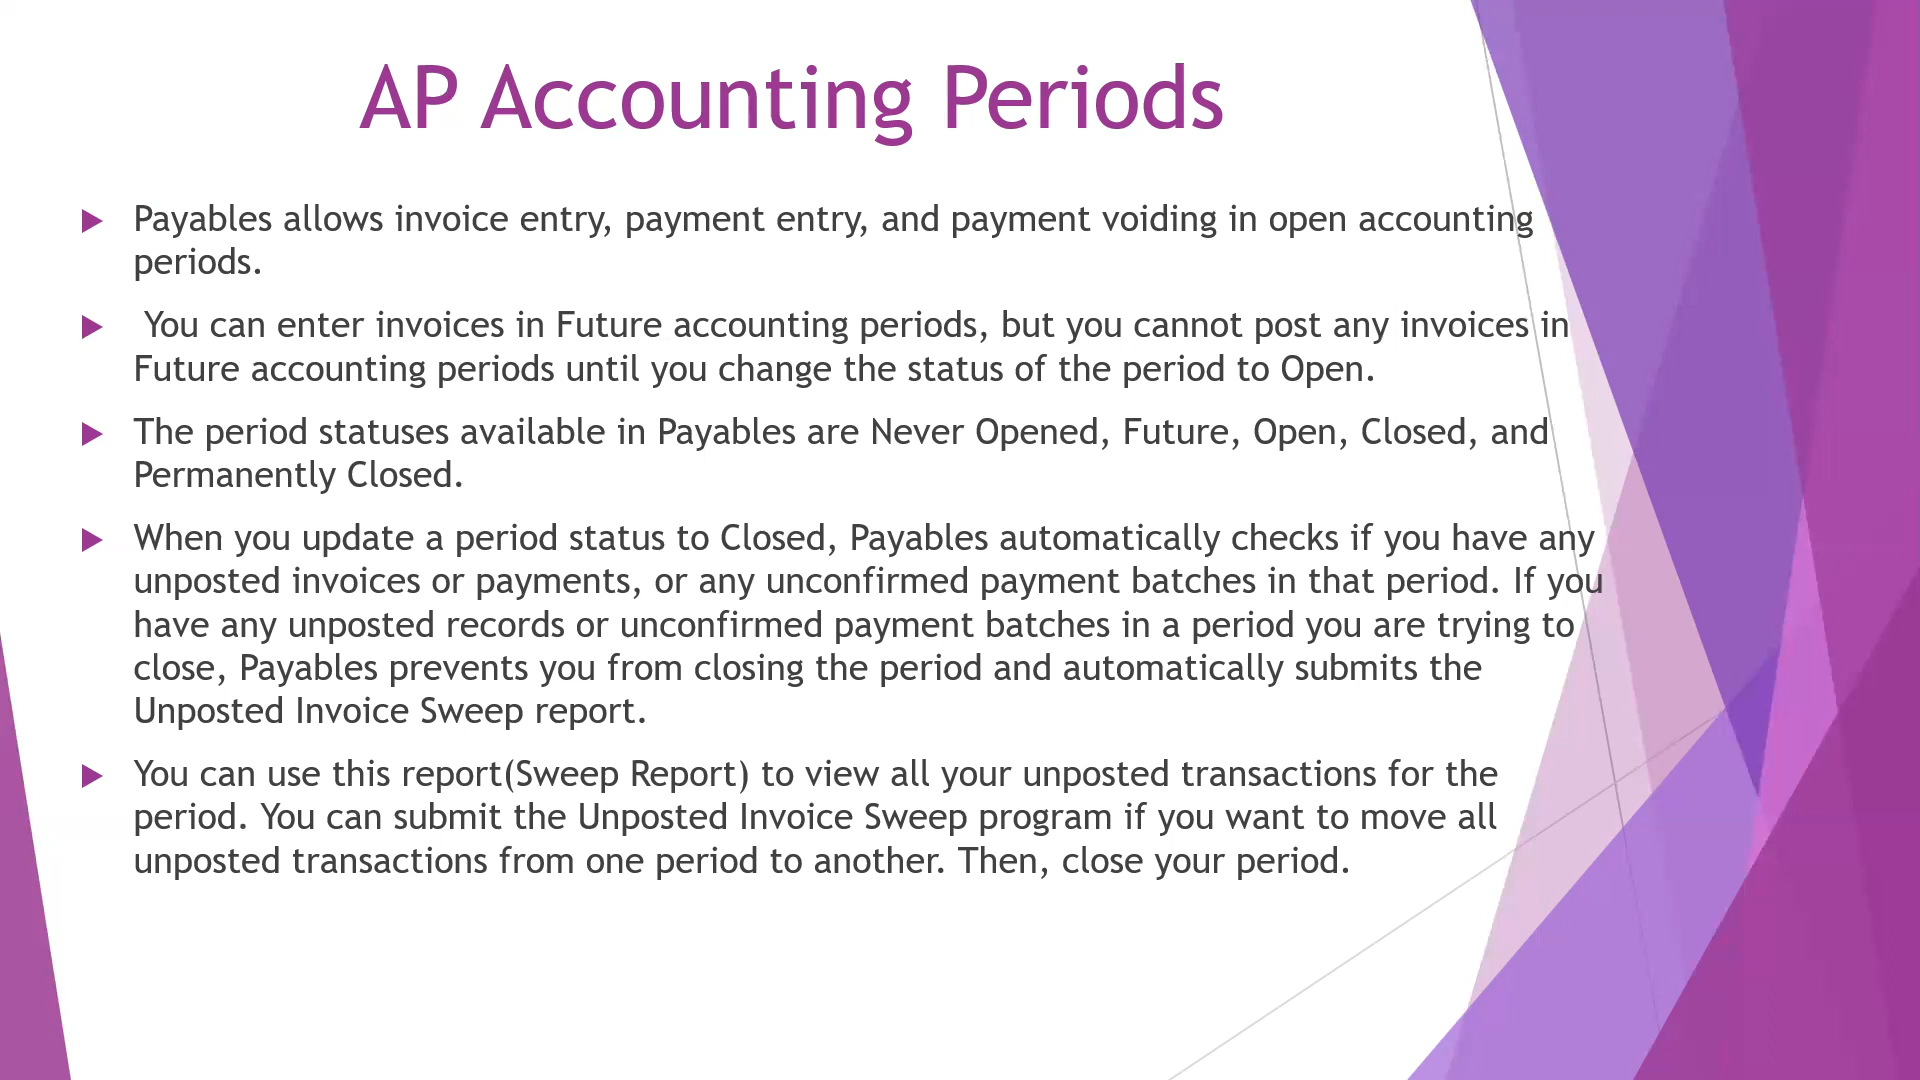 AP Accounting Periods
Payables allows invoice entry, payment entry, and payment voiding in open accounting
periods.
You can enter invoices in Future accounting periods, but you cannot post any invoices in
Future accounting periods until you change the status of the period to Open.
The period statuses available in Payables are Never Opened, Future, Open, Closed, and
Permanently Closed.
When you update a period status to Closed, Payables automatically checks if you have any
unposted invoices or payments, or any unconfirmed payment batches in that period. If you
have any unposted records or unconfirmed payment batches in a period you are trying to
close, Payables prevents you from closing the period and automatically submits the
Unposted Invoice Sweep report.
You can use this report(Sweep Report) to view all your unposted transactions for the
period. You can submit the Unposted Invoice Sweep program if you want to move all
unposted transactions from one period to another. Then, close your period.